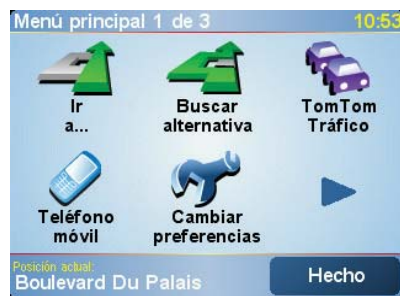 Menú principal 1 de 3 10:53
Ir
a...
Buscar
alternativa
TomTom
Tráfico
Teléfono
móvil
Cambiar
preferencias
Posición actual:
Boulevard Du Palais
Hecho